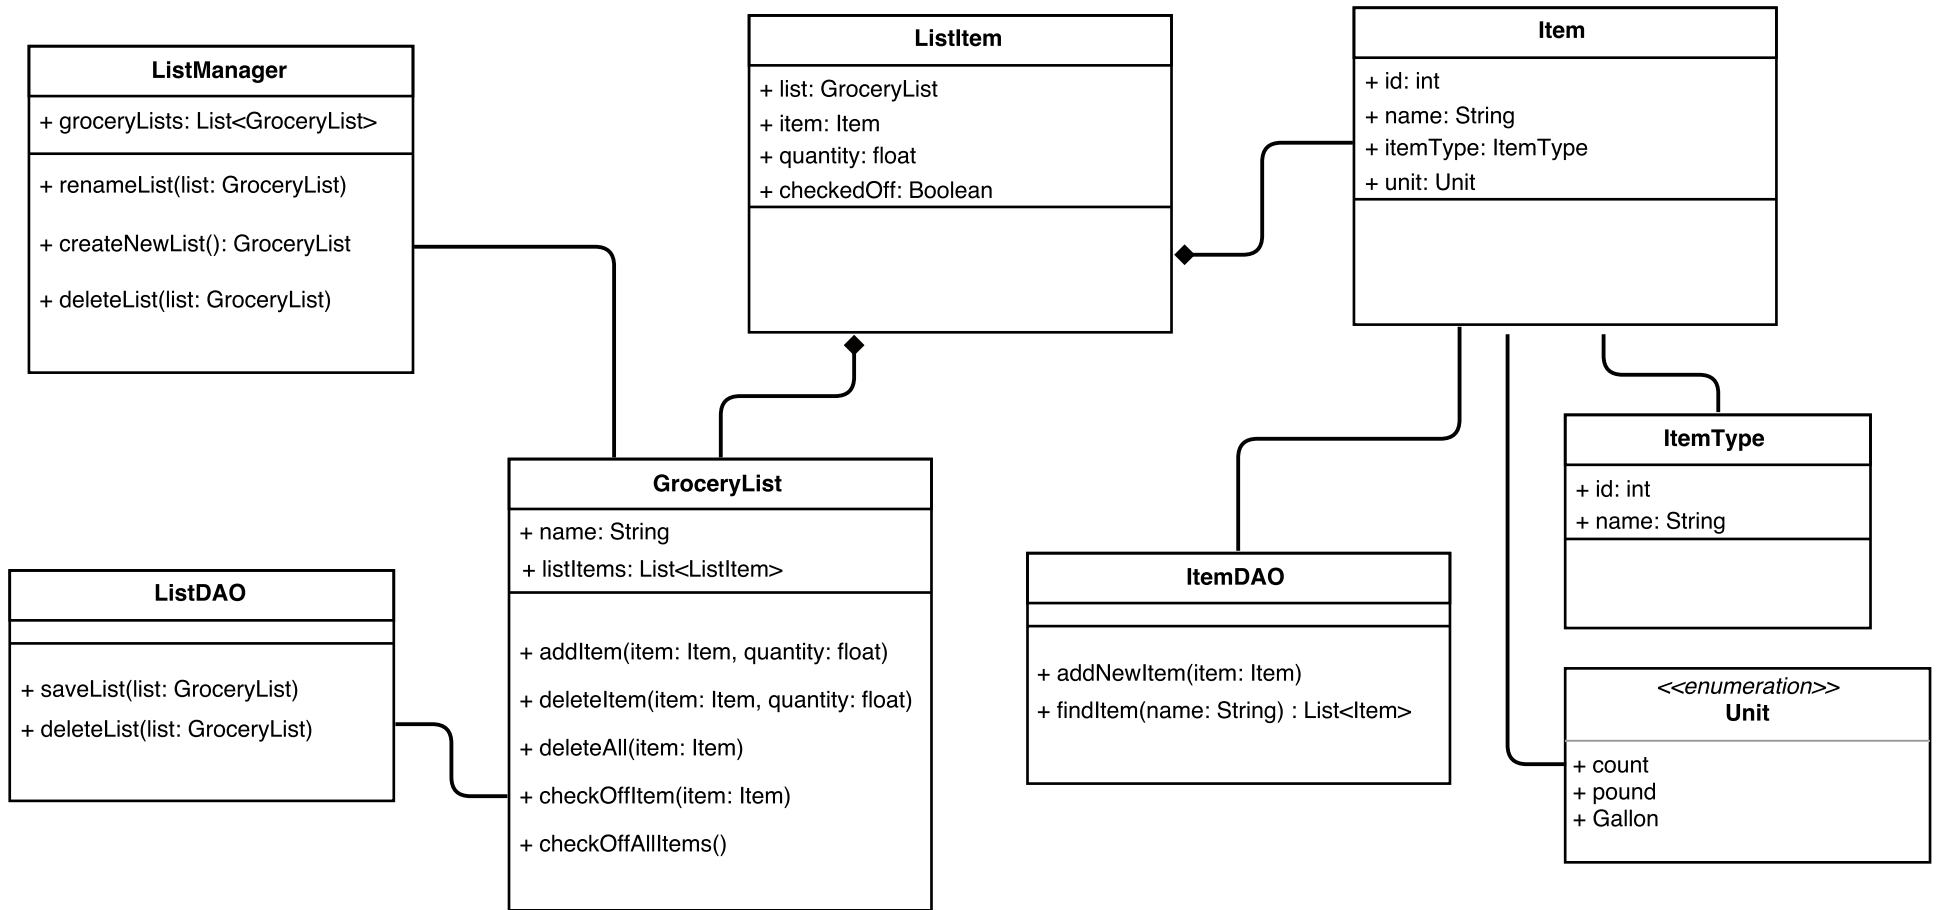 ListManager
+ groceryLists: List<GroceryList>
+ renameList(list: GroceryList)
+ createNewList(): GroceryList
+ deleteList(list: GroceryList)
ListItem
+ list: GroceryList
+ item: Item
+ quantity: float
+ checkedOff: Boolean
Item
+ id: int
+ name: String
+ itemType: ItemType
+ unit: Unit
ListDAO
+ saveList(list: GroceryList)
+ deleteList(list: GroceryList)
GroceryList
+ name: String
+ listItems: List<ListItem>
+ addItem(item: Item, quantity: float)
+ deleteItem(item: Item, quantity: float)
+ deleteAll(item: Item)
+ checkOffItem(item: Item)
+ checkOffAllItems()
ItemDAO
+ addNewItem(item: Item)
+ findItem(name: String) : List<Item>
ItemType
+ id: int
+ name: String
<<enumeration>>
Unit
+ count
+ pound
+ Gallon